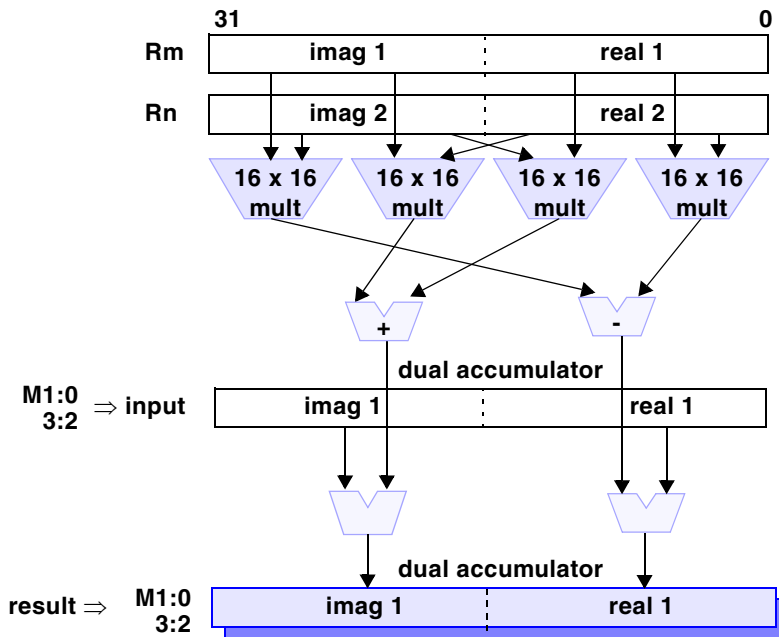 31 0
Rm imag 1 real 1
Rn imag 2 real 2
16 x 16 16 x 16 16 x 16 16 x 16
mult mult mult mult
+ -
dual accumulator
M1:0
3:2 ⇒ input imag 1 real 1
dual accumulator
result ⇒ M1:0 imag 1 real 1
3:2